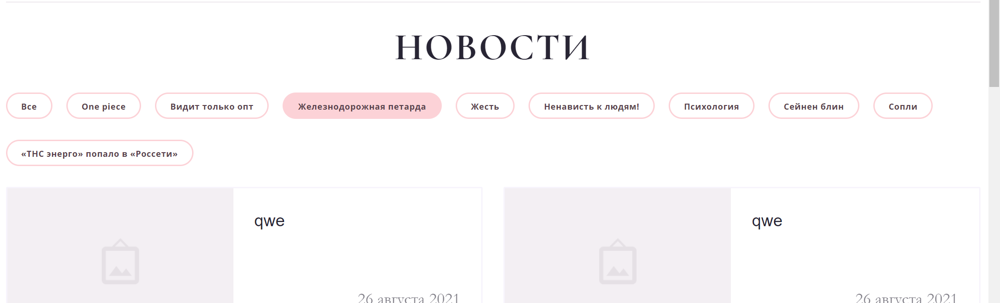 НОВОСТИ
Все One piece Видит только опт Железнодорожная петарда Жесть Ненависть к людям! Психология Сейнен блин Сопли
«ТНС энерго» попало в «Россети»
qwe
26 августа 2021
qwe
26 августа 2021